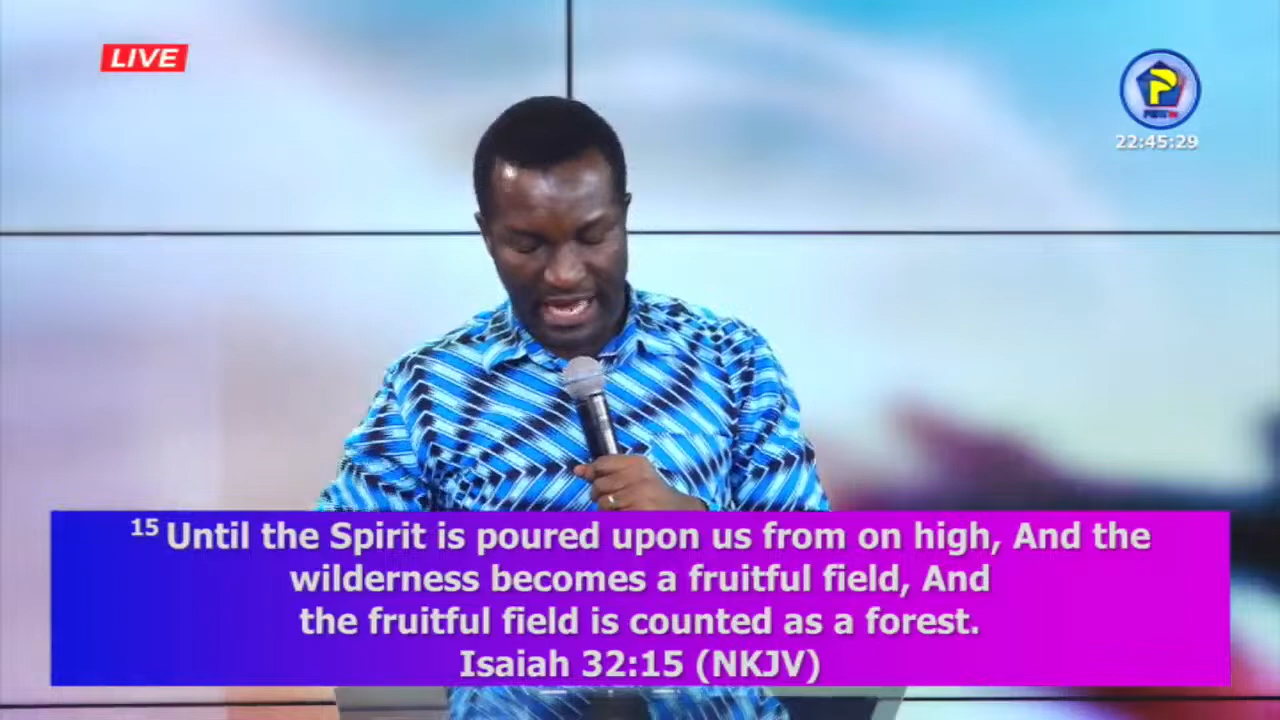 LIVE
P
22:45:29
15 Until the Spirit is poured upon us from on high, And the
wilderness becomes a fruitful field, And
the fruitful field is counted as a forest.
Isaiah 32:15 (NKJV)